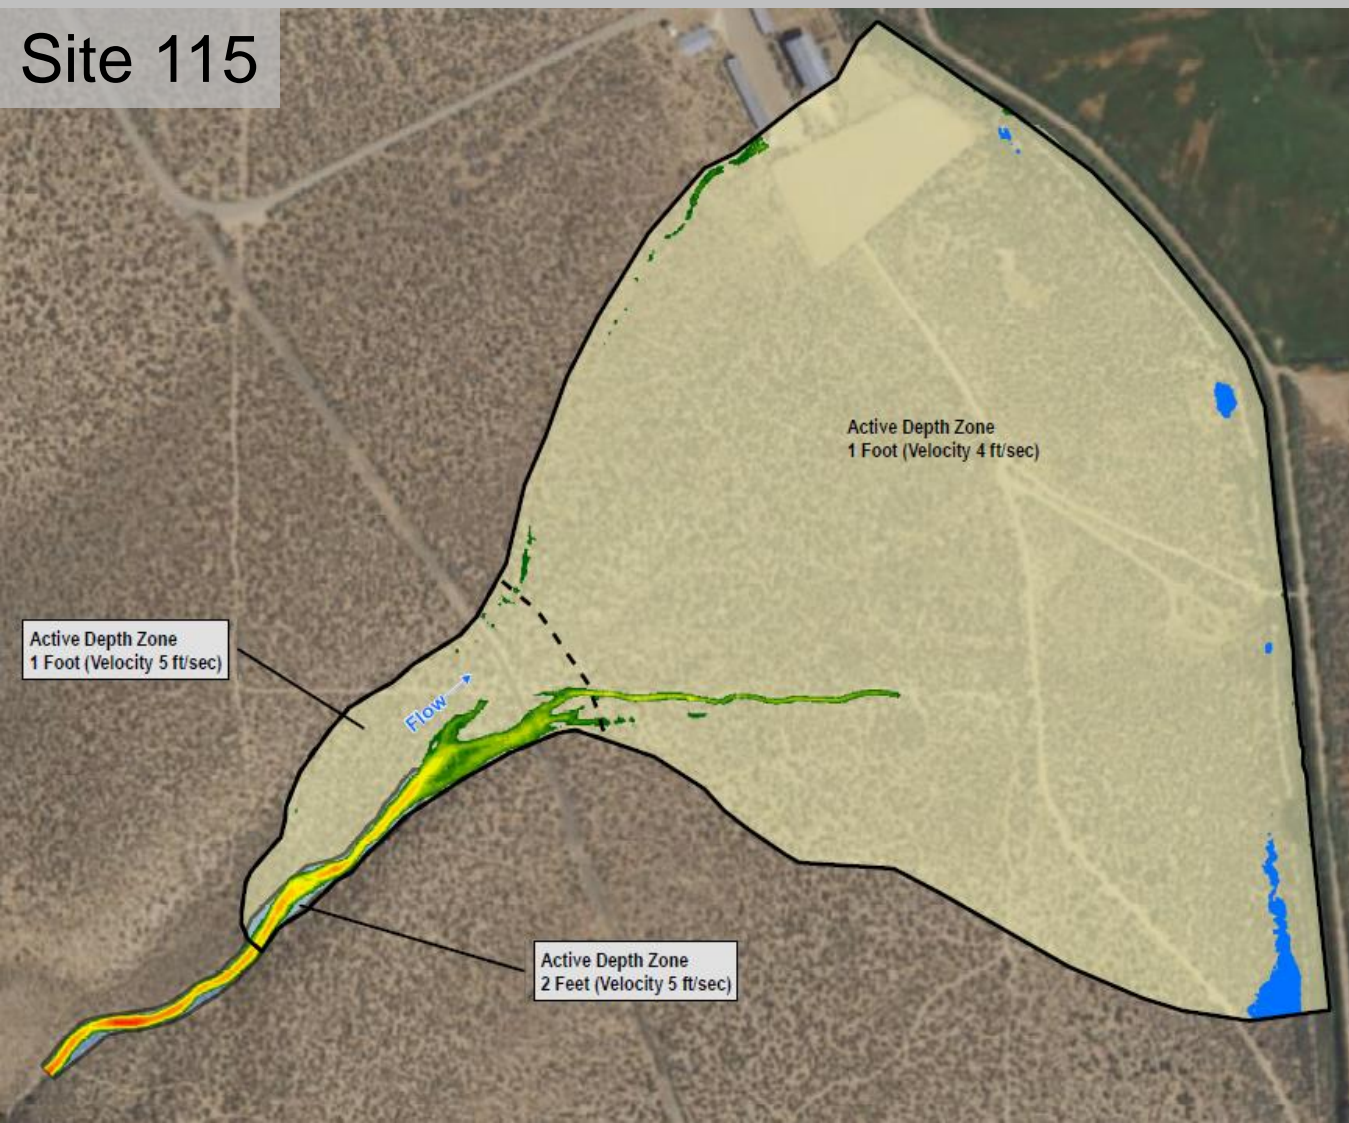 Site 115
Active Depth Zone
1 Foot (Velocity 4 ft/sec)
Active Depth Zone
1 Foot (Velocity 5 ft/sec)
Flow
Active Depth Zone
2 Feet (Velocity 5 ft/sec)